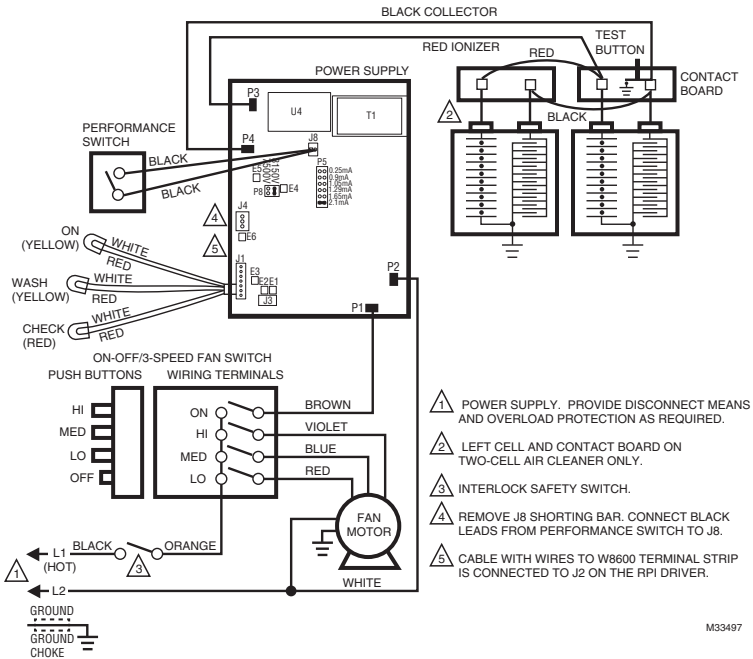 BLACK COLLECTOR
TEST
BUTTON
RED IONIZER
RED
CONTACT
BOARD
POWER SUPPLY
P3
U4
T1
2
BLACK
P4
J8
PERFORMANCE
SWITCH
BLACK
BLACK
E5
P8
E4
P5
0.25mA
0.9mA
1.05mA
1.29mA
1.65mA
2.1mA
4
J4
5
E6
ON
(YELLOW)
WHITE
RED
WASH
(YELLOW)
WHITE
RED
CHECK
(RED)
WHITE
RED
J1
E3
E2E1
J3
P2
P1
ON-OFF/3-SPEED FAN SWITCH
PUSH BUTTONS
WIRING TERMINALS
HI
MED
LO
OFF
ON
HI
MED
LO
BROWN
VIOLET
BLUE
RED
FAN
MOTOR
1
L1
(HOT)
BLACK
3
ORANGE
L2
WHITE
GROUND
GROUND
CHOKE
1 POWER SUPPLY. PROVIDE DISCONNECT MEANS
AND OVERLOAD PROTECTION AS REQUIRED.
2 LEFT CELL AND CONTACT BOARD ON
TWO-CELL AIR CLEANER ONLY.
3 INTERLOCK SAFETY SWITCH.
4 REMOVE J8 SHORTING BAR. CONNECT BLACK
LEADS FROM PERFORMANCE SWITCH TO J8.
5 CABLE WITH WIRES TO W8600 TERMINAL STRIP
IS CONNECTED TO J2 ON THE RPI DRIVER.
M33497